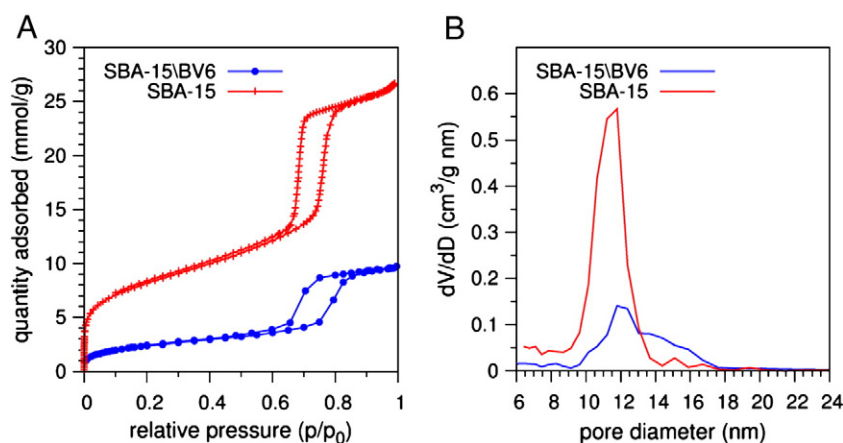 A
SBA-15\BV6
SBA-15
quantity adsorbed (mmol/g)
30
25
20
15
10
5
0
0 0.2 0.4 0.6 0.8 1
relative pressure (p/p0)
B
SBA-15\BV6
SBA-15
dV/dD (cm³/g nm)
0.6
0.5
0.4
0.3
0.2
0.1
0
6 8 10 12 14 16 18 20 22 24
pore diameter (nm)